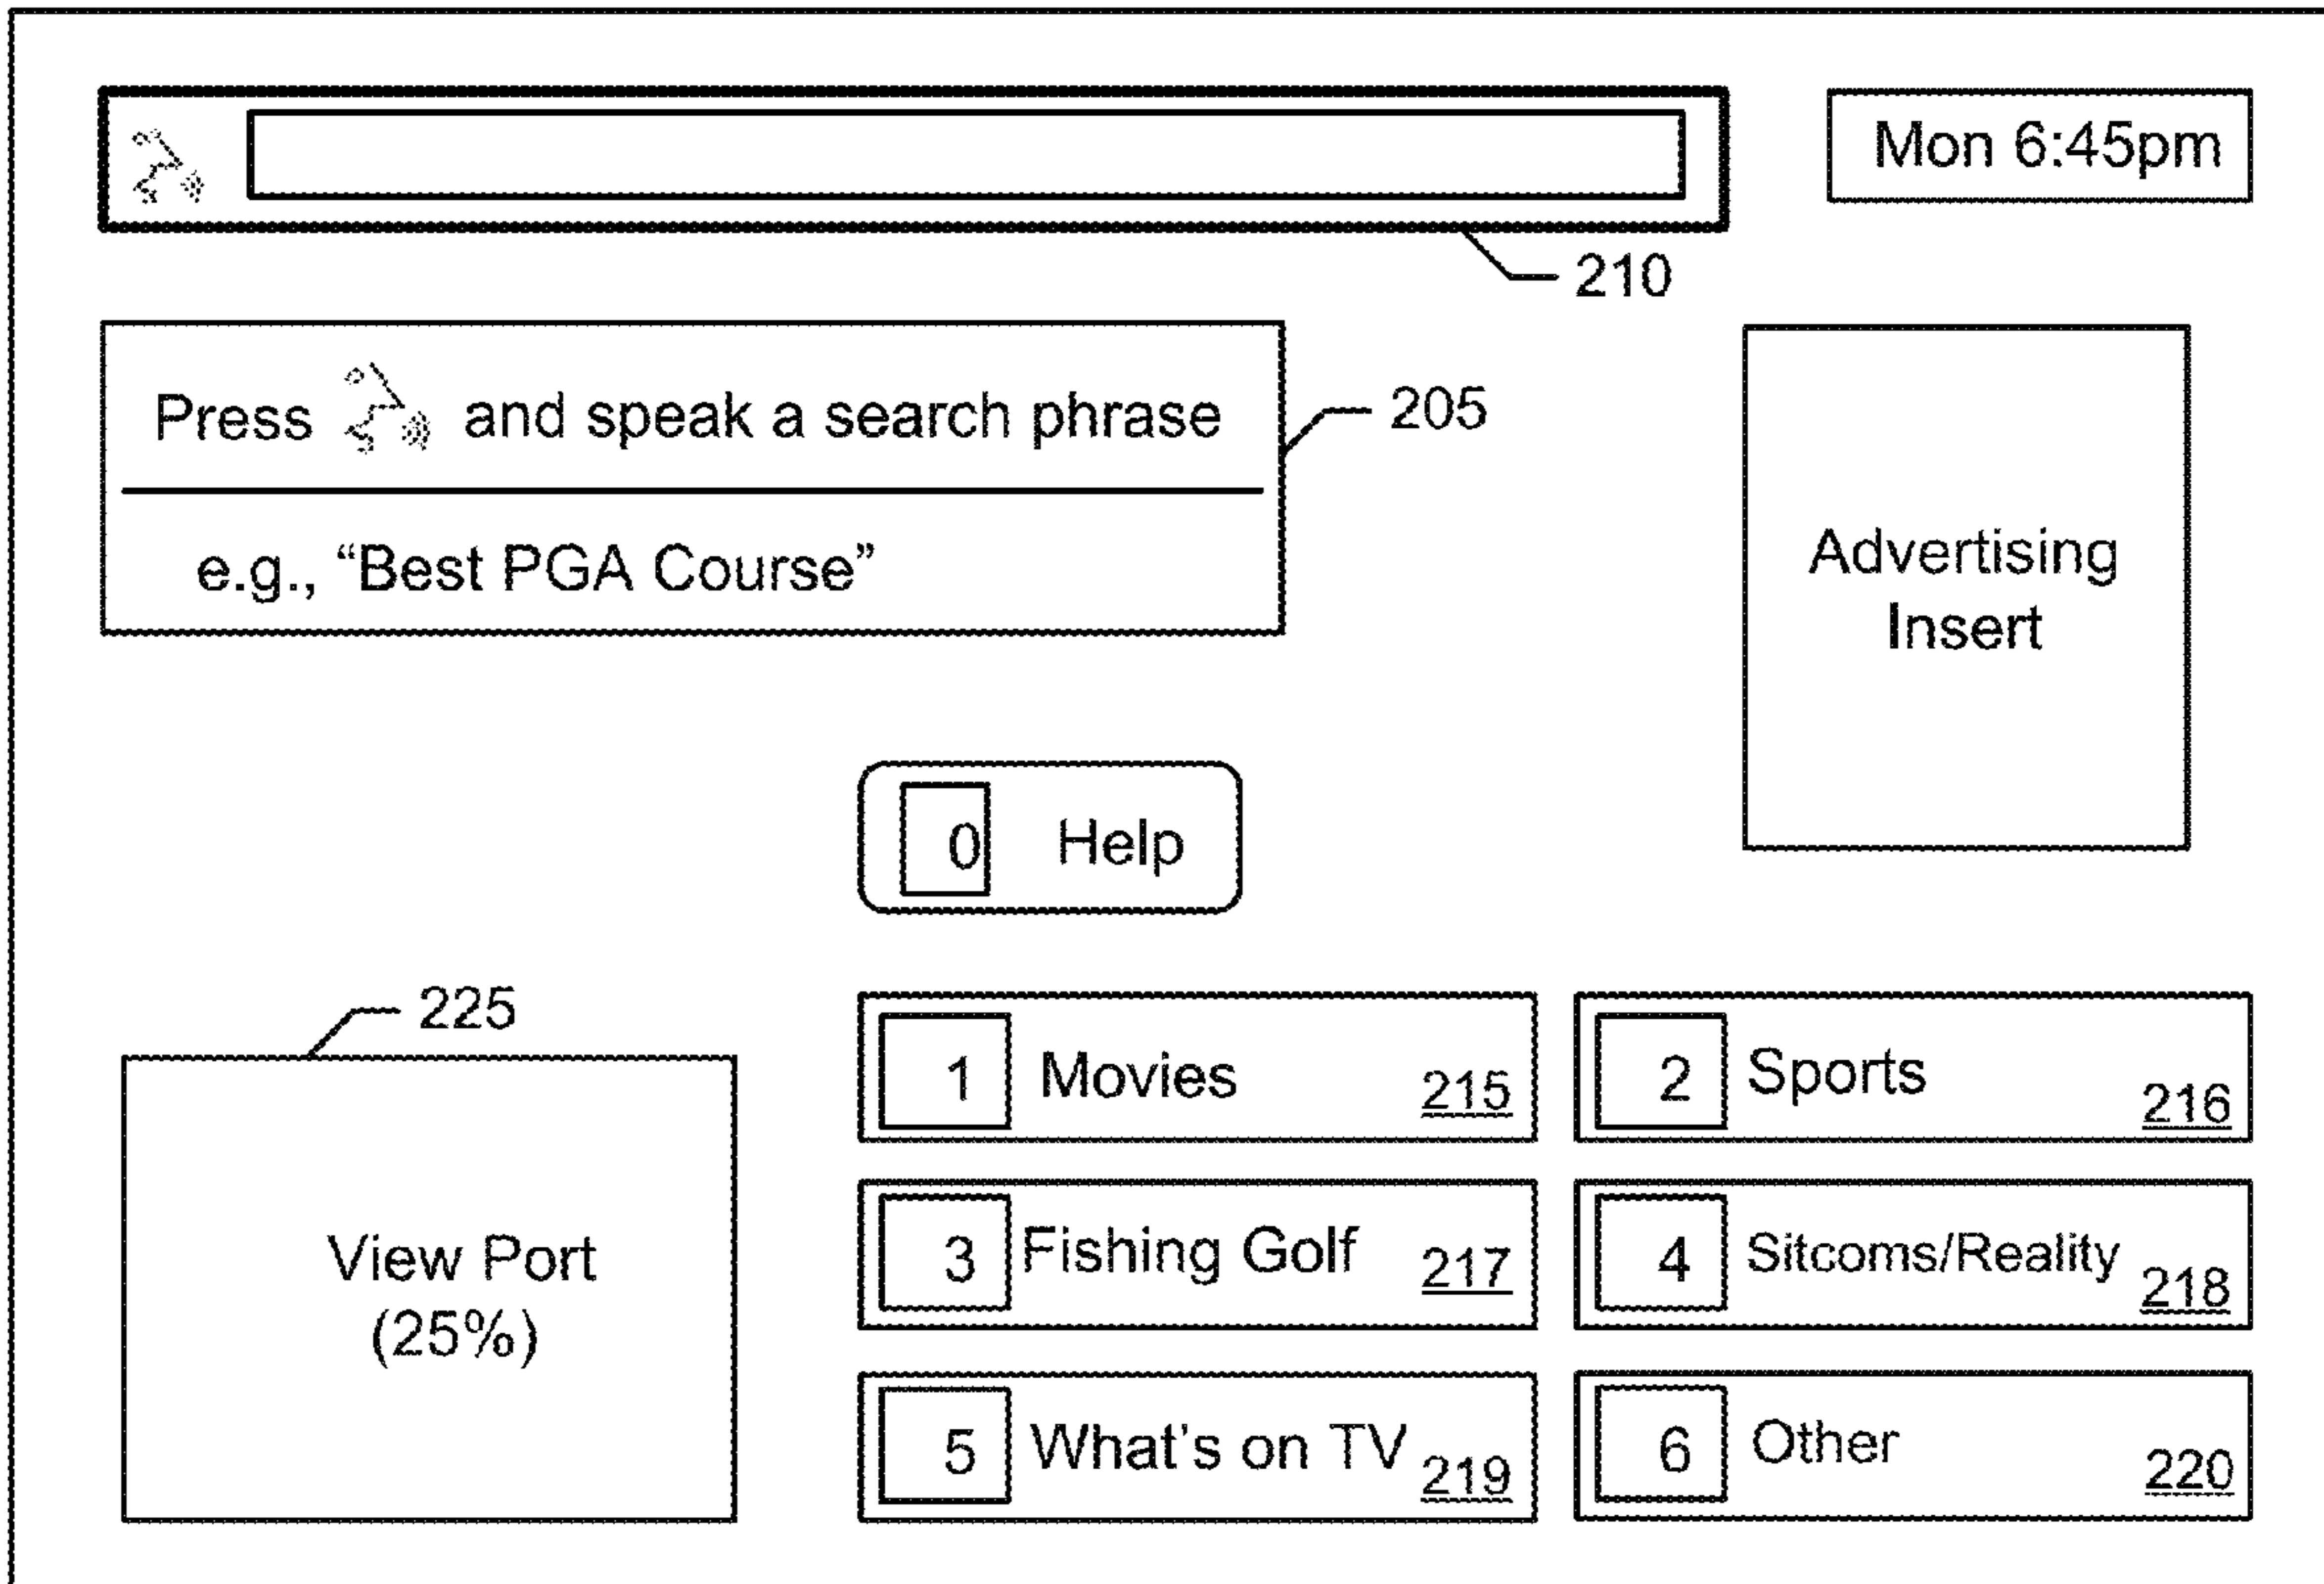 Mon 6:45pm
210
Press and speak a search phrase
205
e.g., “Best PGA Course”
Advertising
Insert
0 Help
225
View Port
(25%)
1 Movies 215
2 Sports 216
3 Fishing Golf 217
4 Sitcoms/Reality 218
5 What’s on TV 219
6 Other 220